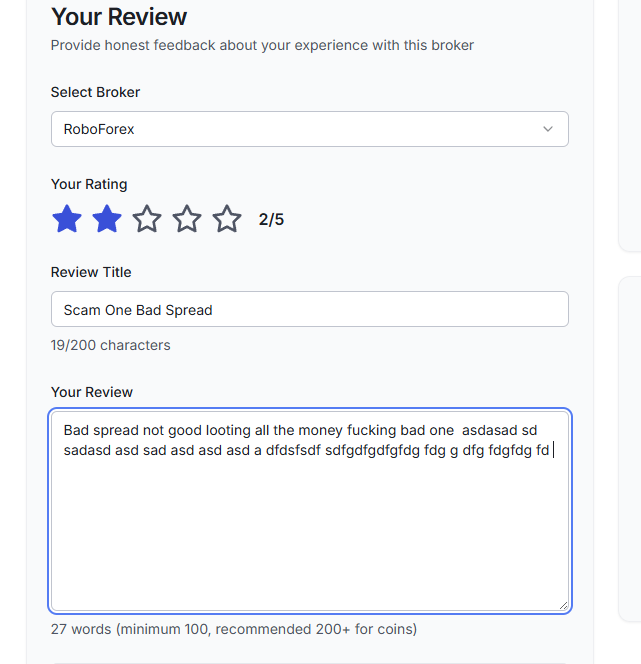 Your Review
Provide honest feedback about your experience with this broker
Select Broker
RoboForex
Your Rating
2/5
Review Title
Scam One Bad Spread
19/200 characters
Your Review
Bad spread not good looting all the money fucking bad one  asdasad sd
sadasd asd sad asd asd asd a dfdsfsdf sdfgdfgdfgfdg fdg g dfg fdgfdg fd
27 words (minimum 100, recommended 200+ for coins)